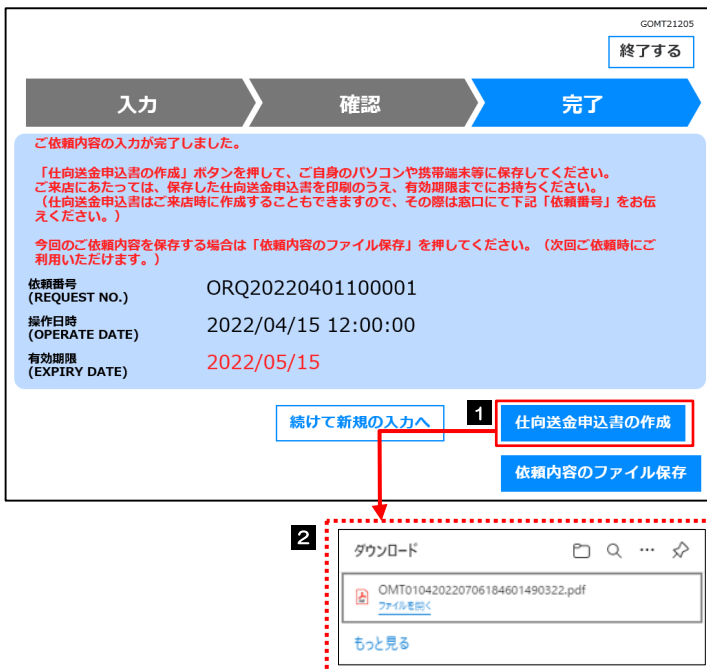 GOMT21205
終了する
入力
確認
完了
ご依頼内容の入力が完了しました。
「仕向送金申込書の作成」ボタンを押して、ご自身のパソコンや携帯端末等に保存してください。
ご来店にあたっては、保存した仕向送金申込書を印刷のうえ、有効期限までにお持ちください。
（仕向送金申込書はご来店時に作成することもできますので、その際は窓口にて下記「依頼番号」をお伝
えください。）
今回のご依頼内容を保存する場合は「依頼内容のファイル保存」を押してください。（次回ご依頼時にご
利用いただけます。）
依頼番号
(REQUEST NO.)
ORQ20220401100001
操作日時
(OPERATE DATE)
2022/04/15 12:00:00
有効期限
(EXPIRY DATE)
2022/05/15
続けて新規の入力へ
1
仕向送金申込書の作成
依頼内容のファイル保存
2
ダウンロード
OMT010420220706184601490322.pdf
ファイルを開く
もっと見る